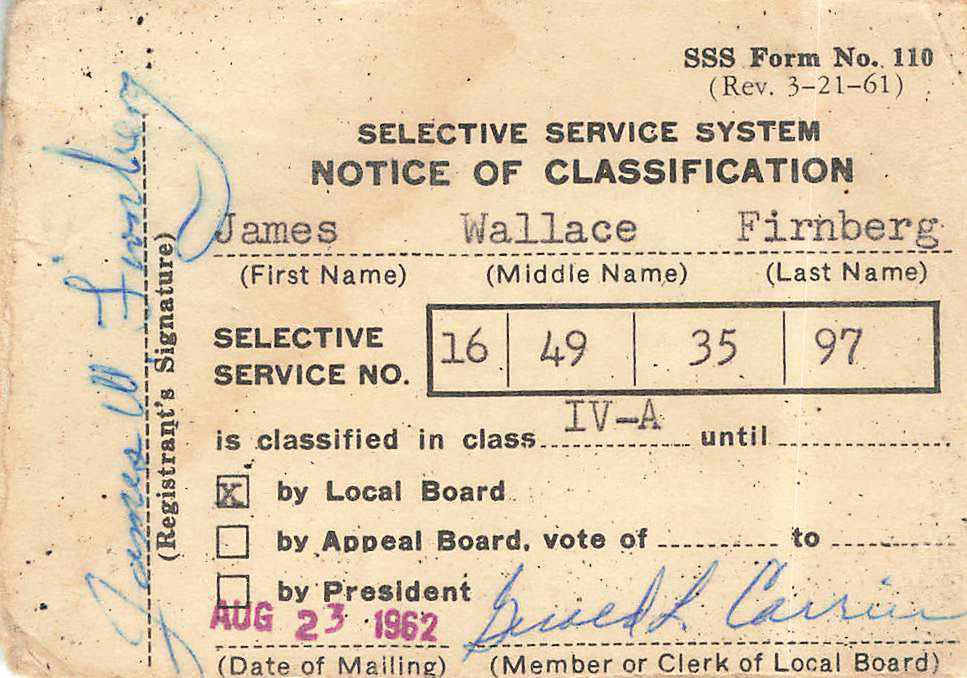 SSS Form No. 110
(Rev. 3-21-61)
SELECTIVE SERVICE SYSTEM
NOTICE OF CLASSIFICATION
James Wallace Firnberg
(First Name) (Middle Name) (Last Name)
SELECTIVE SERVICE NO. 16 49 35 97
is classified in class IV-A until
X by Local Board
by Appeal Board, vote of to
by President
AUG 23 1962 L. Carrier
(Date of Mailing) (Member or Clerk of Local Board)
James W. Firnberg
(Registrant's Signature)